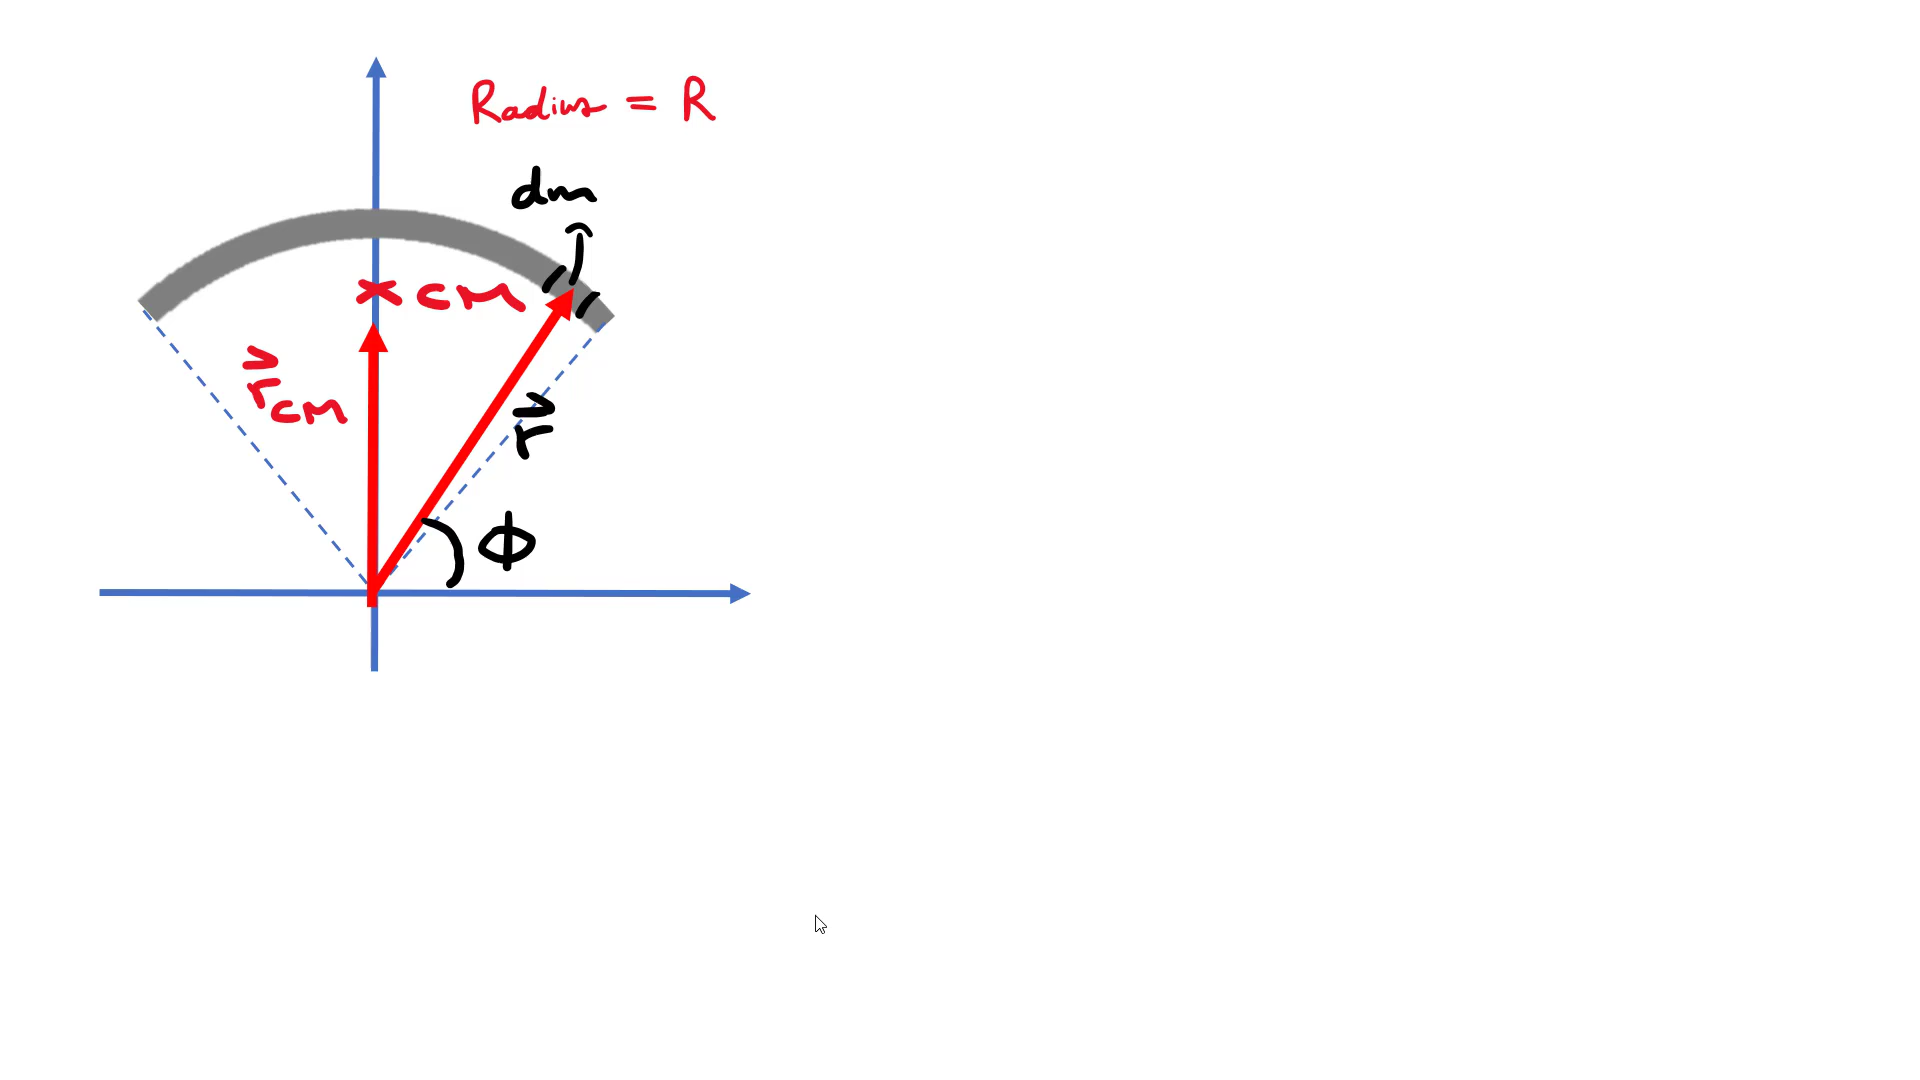 Radius = R
dm
× cm
r⃗cm
r⃗
ϕ